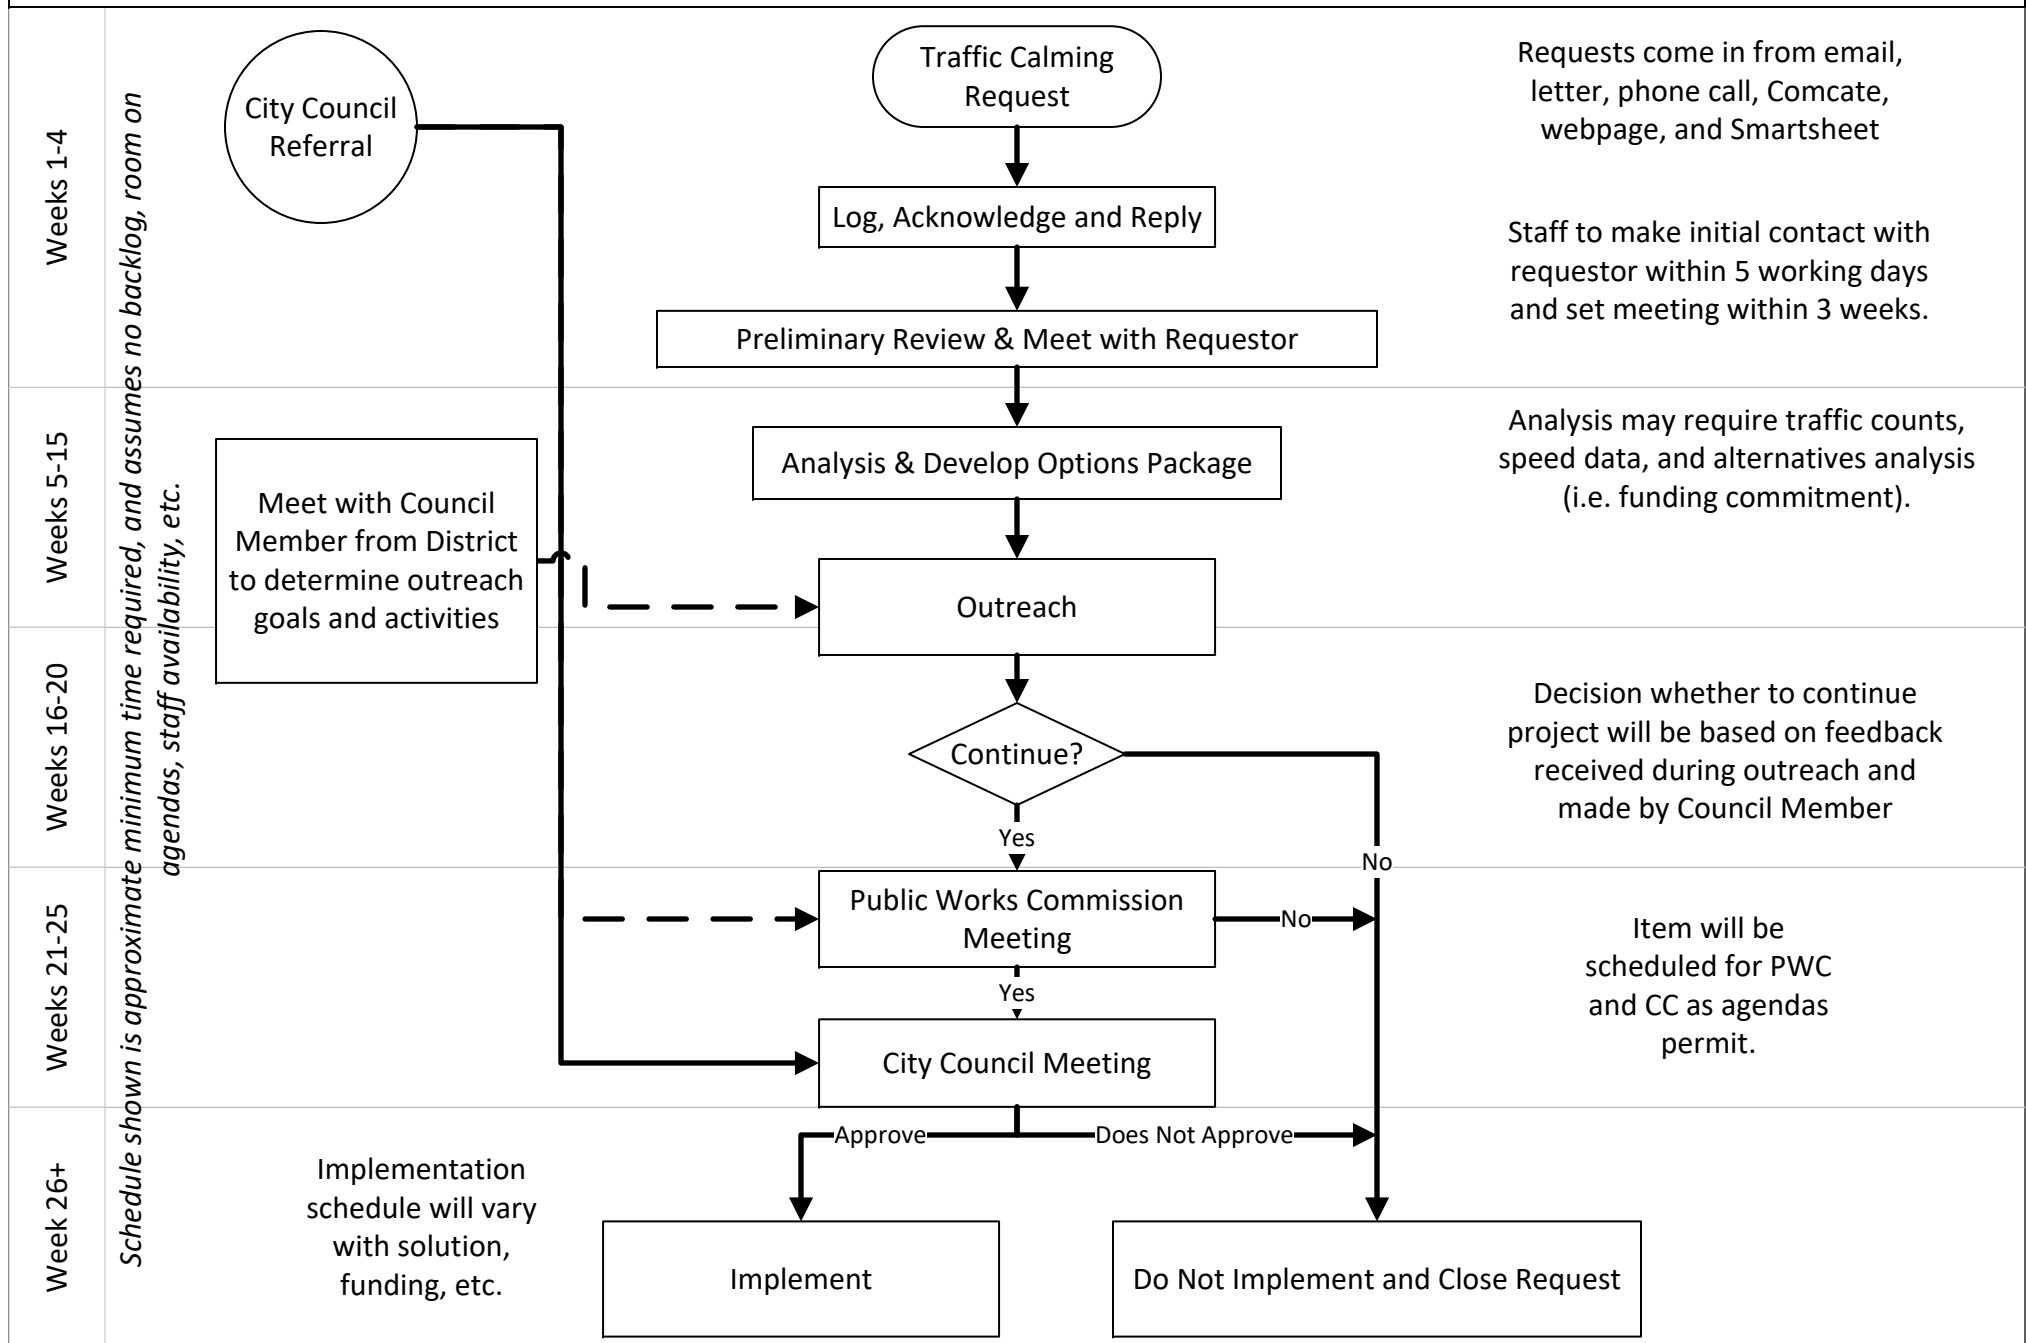 Weeks 1-4
Schedule shown is approximate minimum time required, and assumes no backlog, room on
agendas, staff availability, etc.
City Council
Referral
Traffic Calming
Request
Requests come in from email,
letter, phone call, Comcate,
webpage, and Smartsheet
Log, Acknowledge and Reply
Staff to make initial contact with
requestor within 5 working days
and set meeting within 3 weeks.
Preliminary Review & Meet with Requestor
Weeks 5-15
Meet with Council
Member from District
to determine outreach
goals and activities
Analysis & Develop Options Package
Analysis may require traffic counts,
speed data, and alternatives analysis
(i.e. funding commitment).
Outreach
Weeks 16-20
Continue?
Decision whether to continue
project will be based on feedback
received during outreach and
made by Council Member
Yes
No
Weeks 21-25
Public Works Commission
Meeting
No
Item will be
scheduled for PWC
and CC as agendas
permit.
Yes
City Council Meeting
Week 26+
Approve
Does Not Approve
Implementation
schedule will vary
with solution,
funding, etc.
Implement
Do Not Implement and Close Request